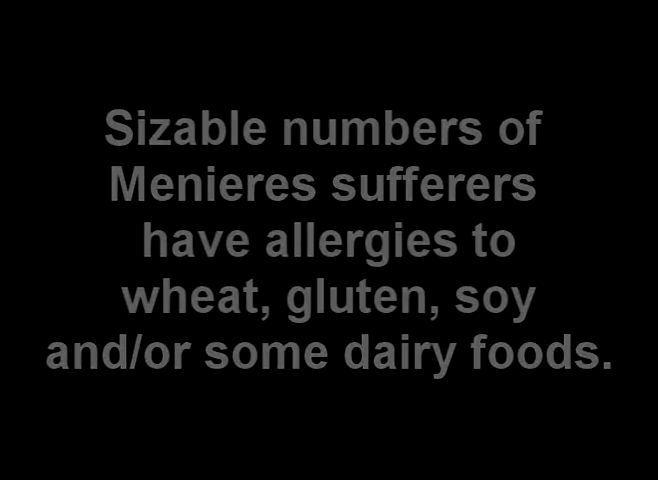 Sizable numbers of
Menieres sufferers
have allergies to
wheat, gluten, soy
and/or some dairy foods.